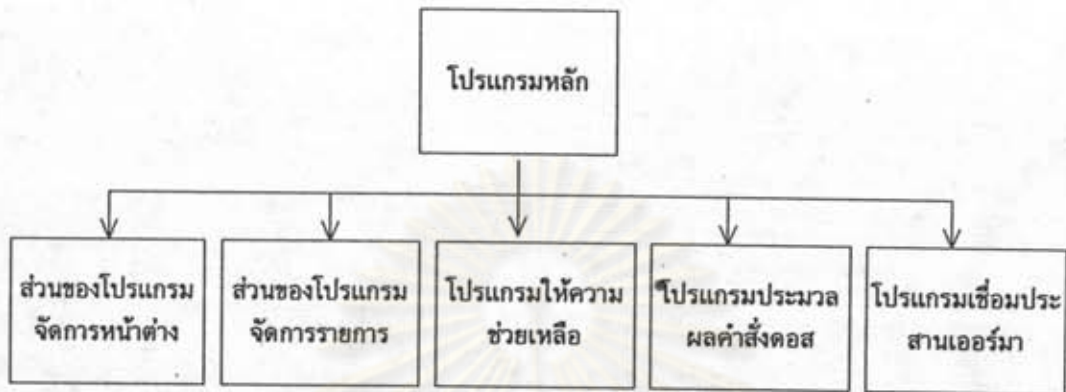 โปรแกรมหลัก
ส่วนของโปรแกรม
จัดการหน้าต่าง
ส่วนของโปรแกรม
จัดการรายการ
โปรแกรมให้ความ
ช่วยเหลือ
โปรแกรมประมวล
ผลคำสั่งดอส
โปรแกรมเชื่อมประ
สานเออร์มา